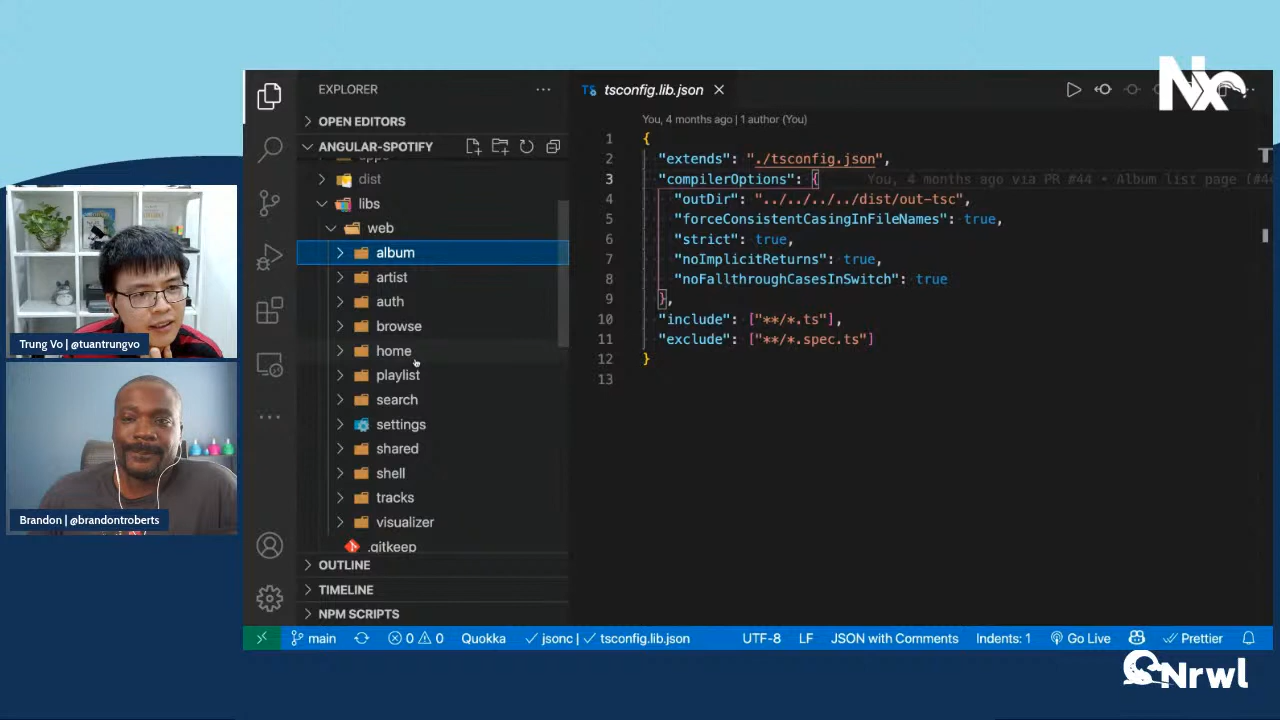 Nx
EXPLORER
OPEN EDITORS
ANGULAR-SPOTIFY
apps
dist
libs
web
album
artist
auth
browse
home
playlist
search
settings
shared
shell
tracks
visualizer
.gitkeep
OUTLINE
TIMELINE
NPM SCRIPTS
TS tsconfig.lib.json
You, 4 months ago | 1 author (You)
1 {
2 "extends": "./tsconfig.json",
3 "compilerOptions": { You, 4 months ago via PR #44 • Album list page (#4
4 "outDir": "../../../../dist/out-tsc",
5 "forceConsistentCasingInFileNames": true,
6 "strict": true,
7 "noImplicitReturns": true,
8 "noFallthroughCasesInSwitch": true
9 },
10 "include": ["**/*.ts"],
11 "exclude": ["**/*.spec.ts"]
12 }
13
Trung Vo | @tuantrungvo
Brandon | @brandontroberts
main 0 0 Quokka jsonc | tsconfig.lib.json UTF-8 LF JSON with Comments Indents: 1 Go Live Prettier
Nrwl